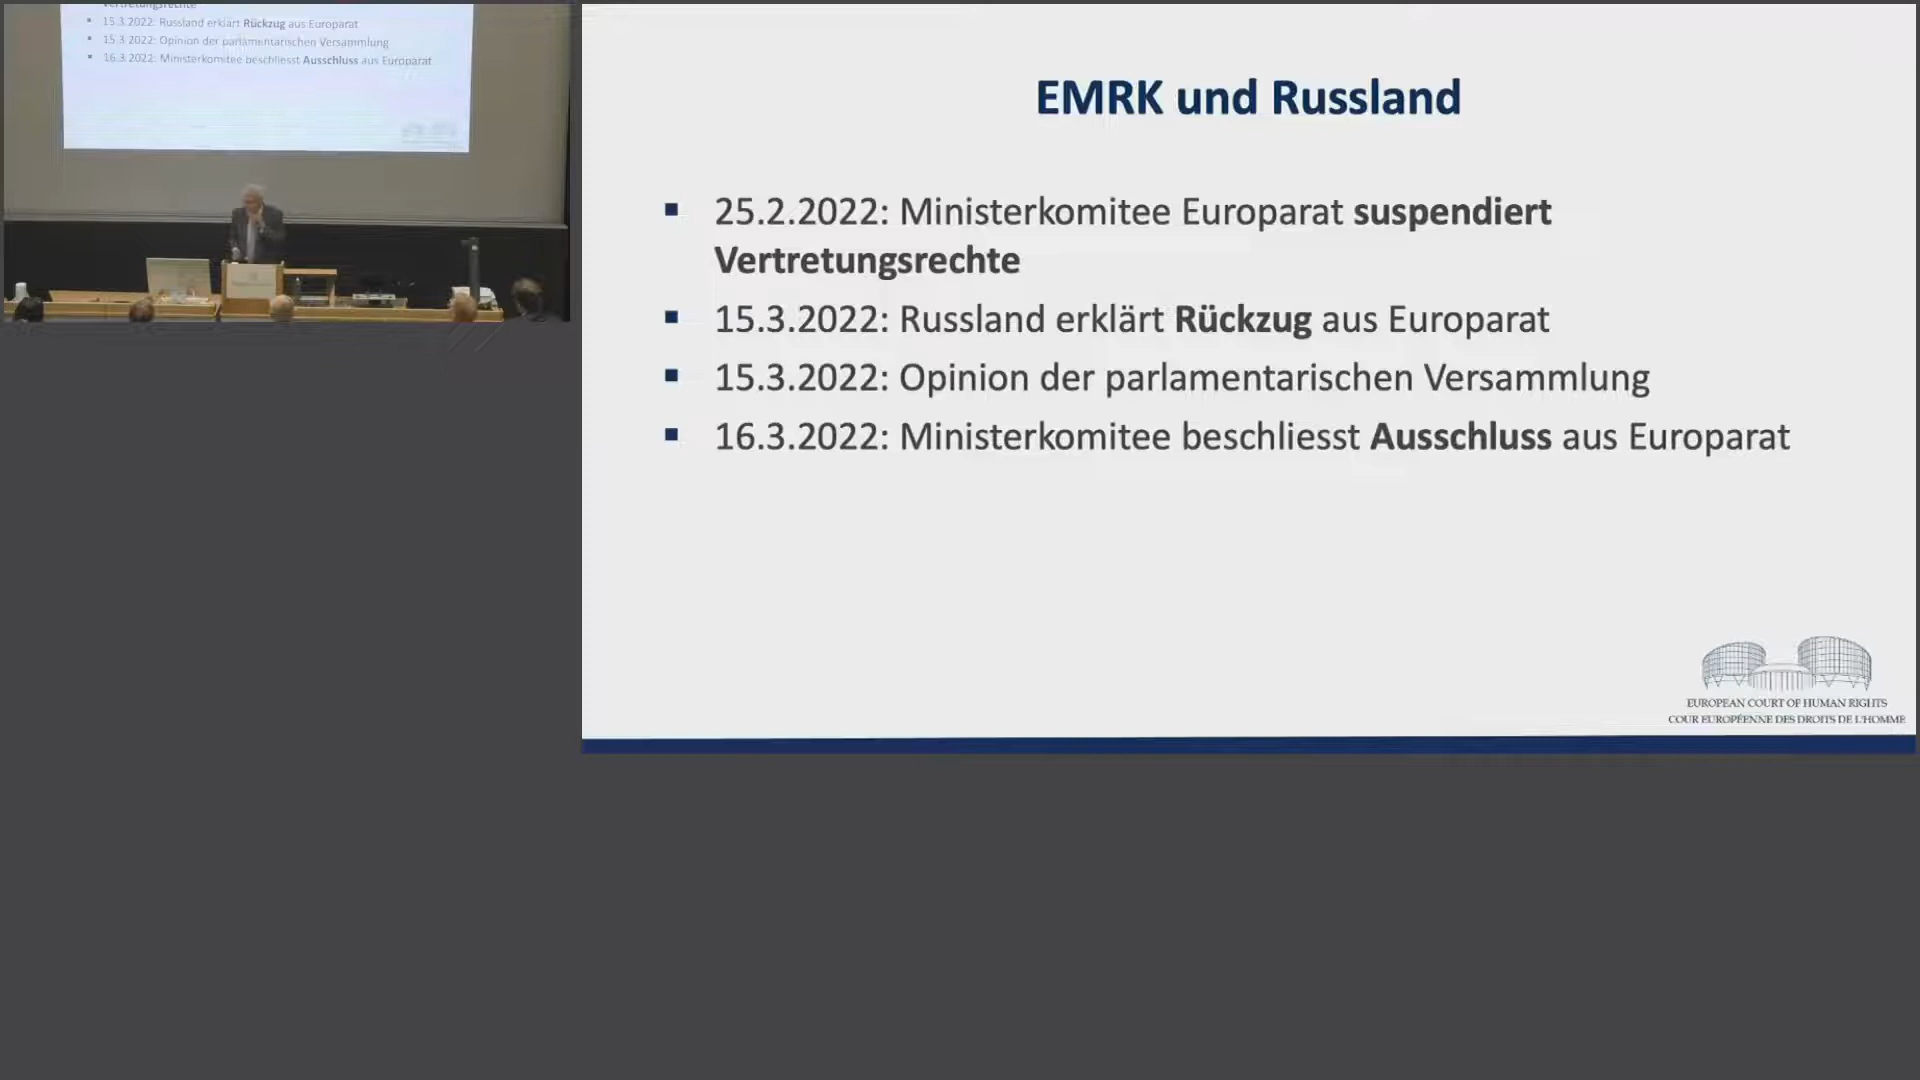 Vertretungsrechte
▪ 15.3.2022: Russland erklärt Rückzug aus Europarat
▪ 15.3.2022: Opinion der parlamentarischen Versammlung
▪ 16.3.2022: Ministerkomitee beschliesst Ausschluss aus Europarat
EMRK und Russland
▪ 25.2.2022: Ministerkomitee Europarat suspendiert
Vertretungsrechte
▪ 15.3.2022: Russland erklärt Rückzug aus Europarat
▪ 15.3.2022: Opinion der parlamentarischen Versammlung
▪ 16.3.2022: Ministerkomitee beschliesst Ausschluss aus Europarat
EUROPEAN COURT OF HUMAN RIGHTS
COUR EUROPÉENNE DES DROITS DE L'HOMME